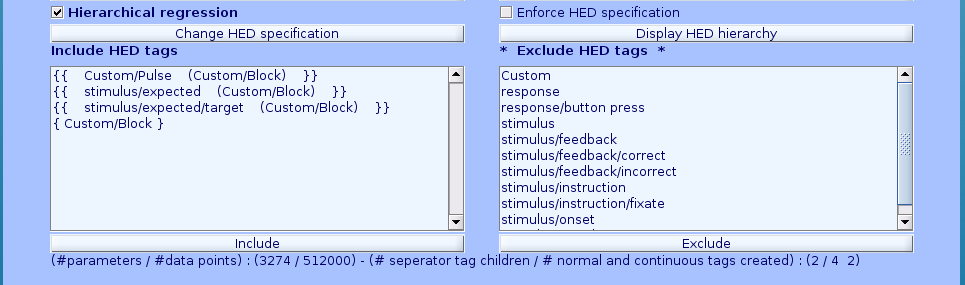 Hierarchical regression
Enforce HED specification
Change HED specification
Display HED hierarchy
Include HED tags
* Exclude HED tags *
{{ Custom/Pulse (Custom/Block) }}
{{ stimulus/expected (Custom/Block) }}
{{ stimulus/expected/target (Custom/Block) }}
{ Custom/Block }
Custom
response
response/button press
stimulus
stimulus/feedback
stimulus/feedback/correct
stimulus/feedback/incorrect
stimulus/instruction
stimulus/instruction/fixate
stimulus/onset
Include
Exclude
(#parameters / #data points) : (3274 / 512000) - (# seperator tag children / # normal and continuous tags created) : (2 / 4 2)